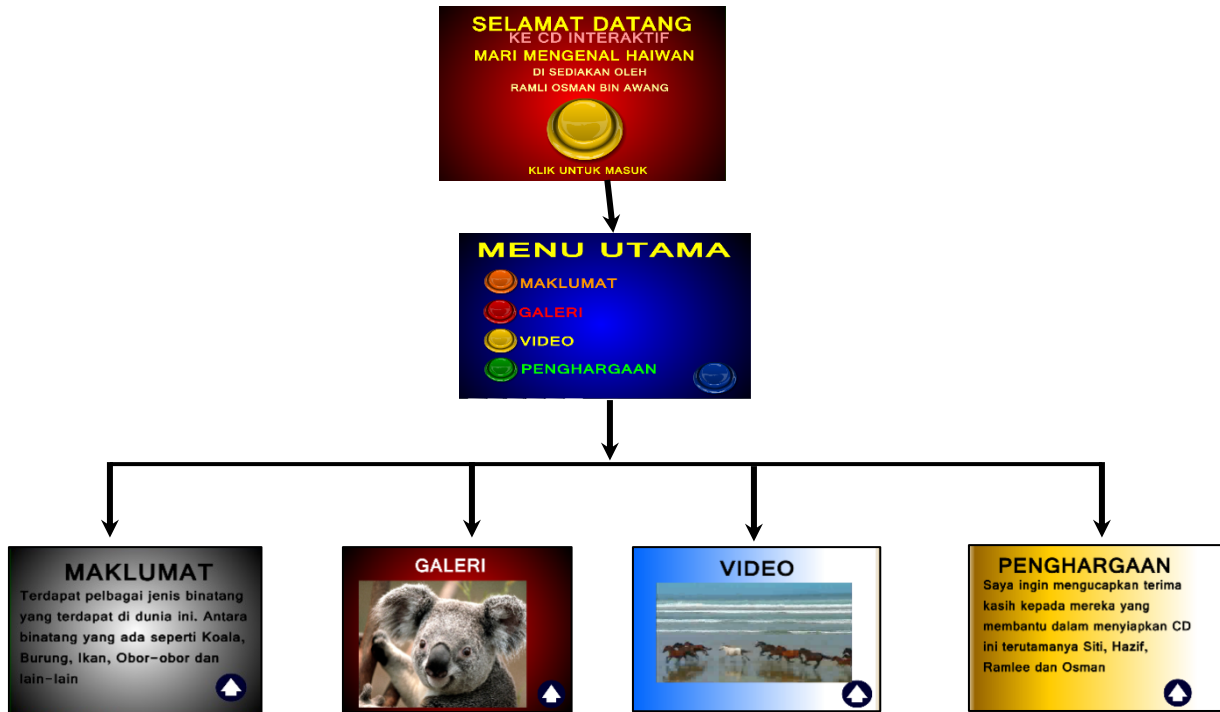 SELAMAT DATANG
KE CD INTERAKTIF
MARI MENGENAL HAIWAN
DI SEDIAKAN OLEH
RAMLI OSMAN BIN AWANG
KLIK UNTUK MASUK
MENU UTAMA
MAKLUMAT
GALERI
VIDEO
PENGHARGAAN
MAKLUMAT
Terdapat pelbagai jenis binatang
yang terdapat di dunia ini. Antara
binatang yang ada seperti Koala,
Burung, Ikan, Obor-obor dan
lain-lain
GALERI
VIDEO
PENGHARGAAN
Saya ingin mengucapkan terima
kasih kepada mereka yang
membantu dalam menyiapkan CD
ini terutamanya Siti, Hazif,
Ramlee dan Osman